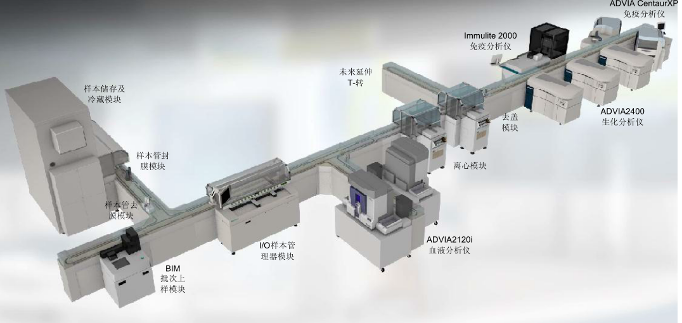 ADVIA CentaurXP
免疫分析仪
Immulite 2000
免疫分析仪
未来延伸
T-转
样本储存及
冷藏模块
去盖
模块
ADVIA2400
生化分析仪
样本管封
膜模块
离心模块
样本管去
膜模块
ADVIA2120i
血液分析仪
I/O样本管
理器模块
BIM
批次上
样模块